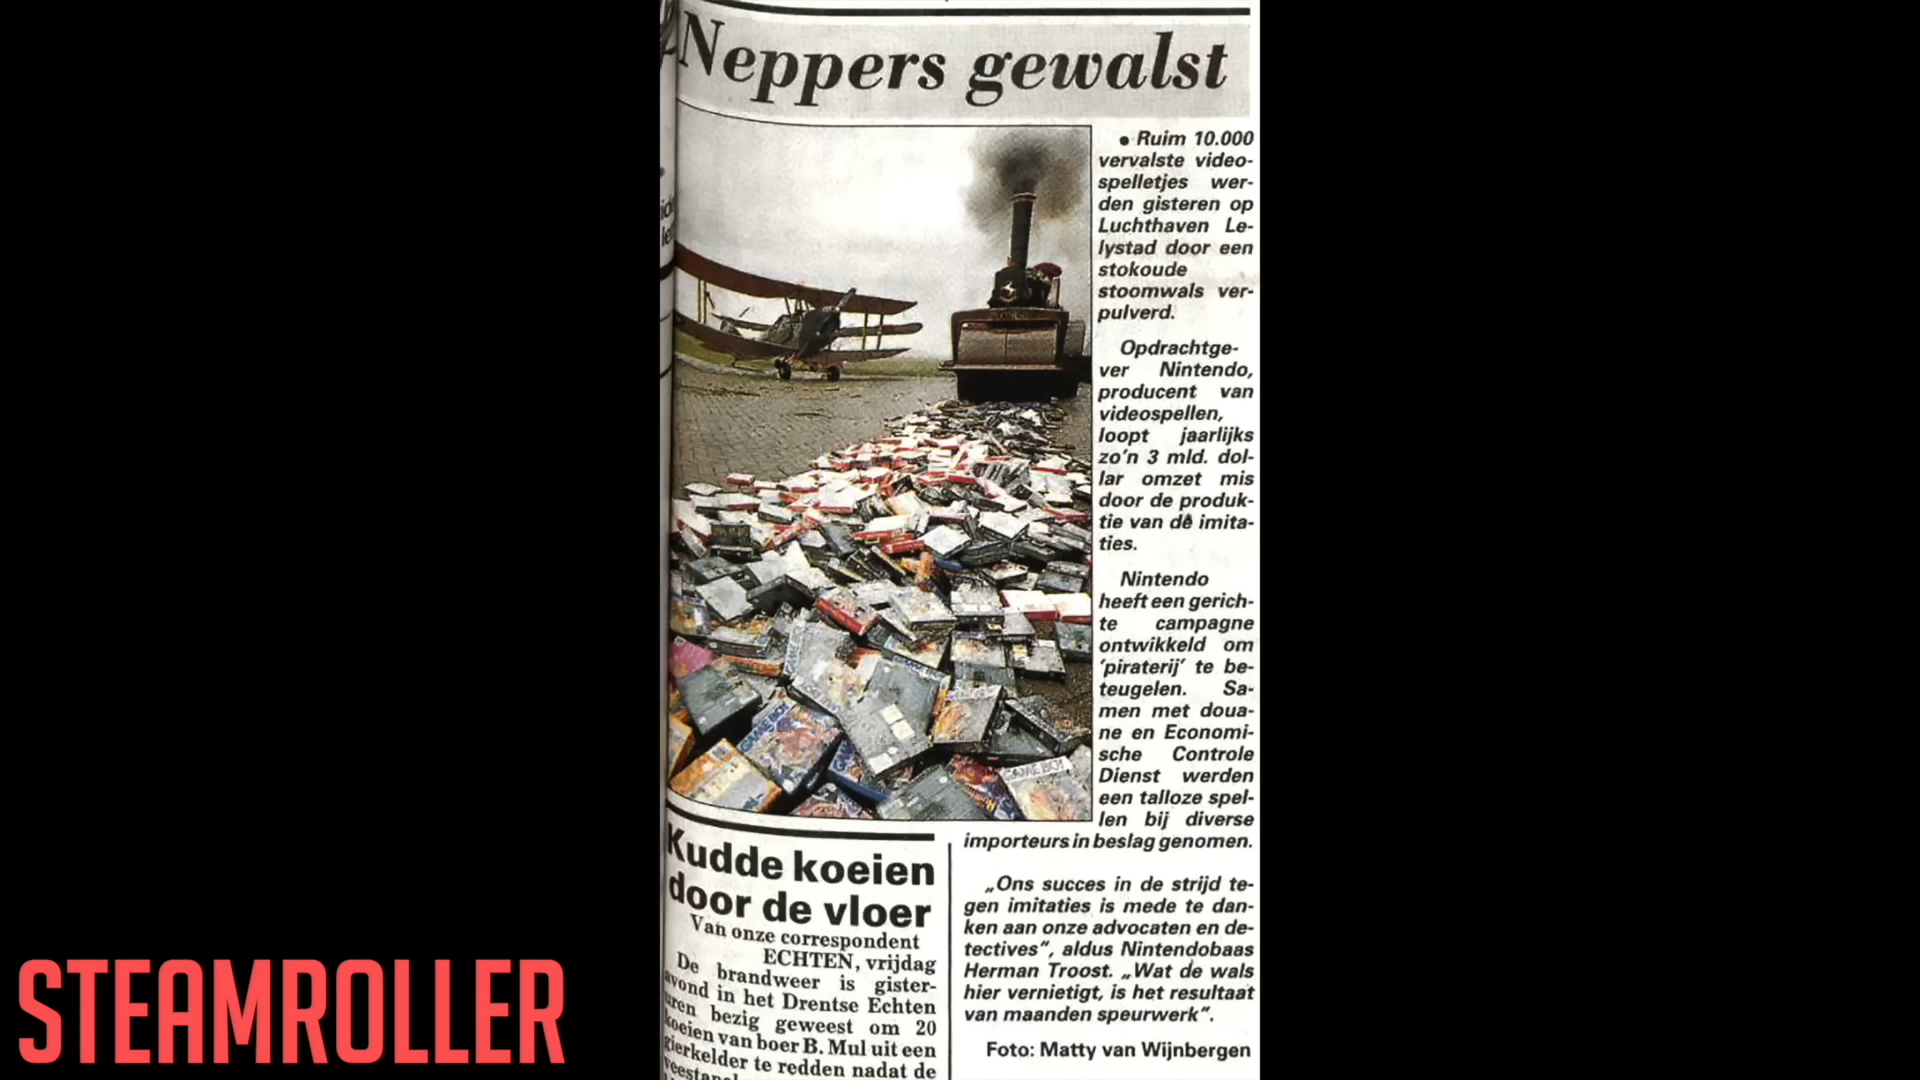 Neppers gewalst
• Ruim 10.000
vervalste video-
spelletjes wer-
den gisteren op
Luchthaven Le-
lystad door een
stokoude
stoomwals ver-
pulverd.
Opdrachtge-
ver Nintendo,
producent van
videospellen,
loopt jaarlijks
zo'n 3 mld. dol-
lar omzet mis
door de produk-
tie van de imita-
ties.
Nintendo
heeft een gerich-
te campagne
ontwikkeld om
'piraterij' te be-
teugelen. Sa-
men met doua-
ne en Economi-
sche Controle
Dienst werden
een talloze spel-
len bij diverse
importeurs in beslag genomen.
„Ons succes in de strijd te-
gen imitaties is mede te dan-
ken aan onze advocaten en de-
tectives”, aldus Nintendobaas
Herman Troost. „Wat de wals
hier vernietigt, is het resultaat
van maanden speurwerk”.
Foto: Matty van Wijnbergen
GAME BOY
GAME BOY
Kudde koeien
door de vloer
Van onze correspondent
ECHTEN, vrijdag
De brandweer is gister-
avond in het Drentse Echten
uren bezig geweest om 20
koeien van boer B. Mul uit een
gierkelder te redden nadat de
STEAMROLLER